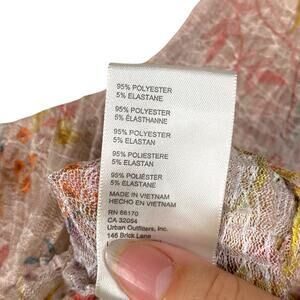 95% POLYESTER
5% ELASTANE
95% POLYESTER
5% ÉLASTHANNE
95% POLYESTER
5% ELASTAN
95% POLIESTERE
5% ELASTAN
95% POLIÉSTER
5% ELASTANE
MADE IN VIETNAM
HECHO EN VIETNAM
RN 66170
CA 32054
Urban Outfitters, Inc.
146 Brick Lane